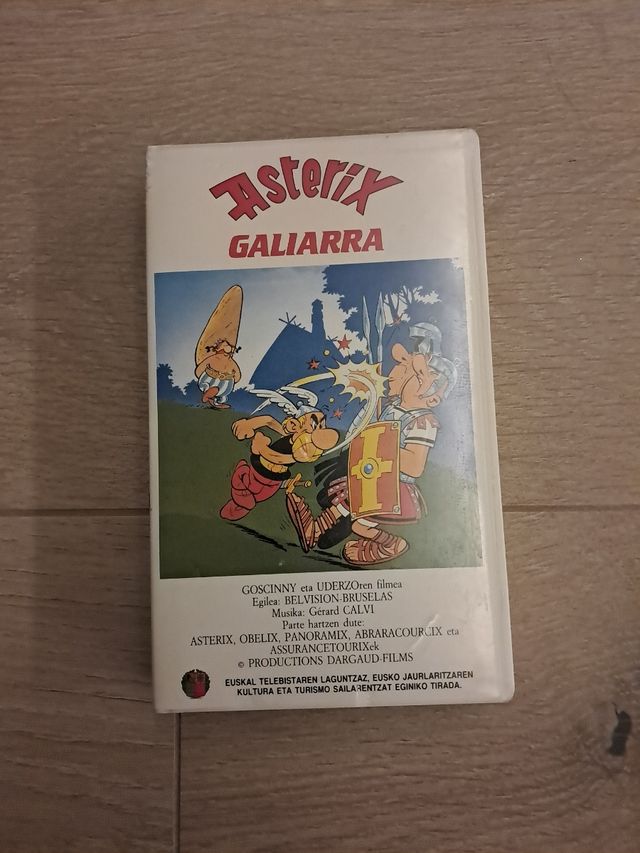 Asterix
GALIARRA
GOSCINNY eta UDERZOren filmea
Egilea: BELVISION-BRUSELAS
Musika: Gérard CALVI
Parte hartzen dute:
ASTERIX, OBELIX, PANORAMIX, ABRARACOURCIX eta
ASSURANCETOURIXek
© PRODUCTIONS DARGAUD-FILMS
EUSKAL TELEBISTAREN LAGUNTZAZ, EUSKO JAURLARITZAREN
KULTURA ETA TURISMO SAILARENTZAT EGINIKO TIRADA.